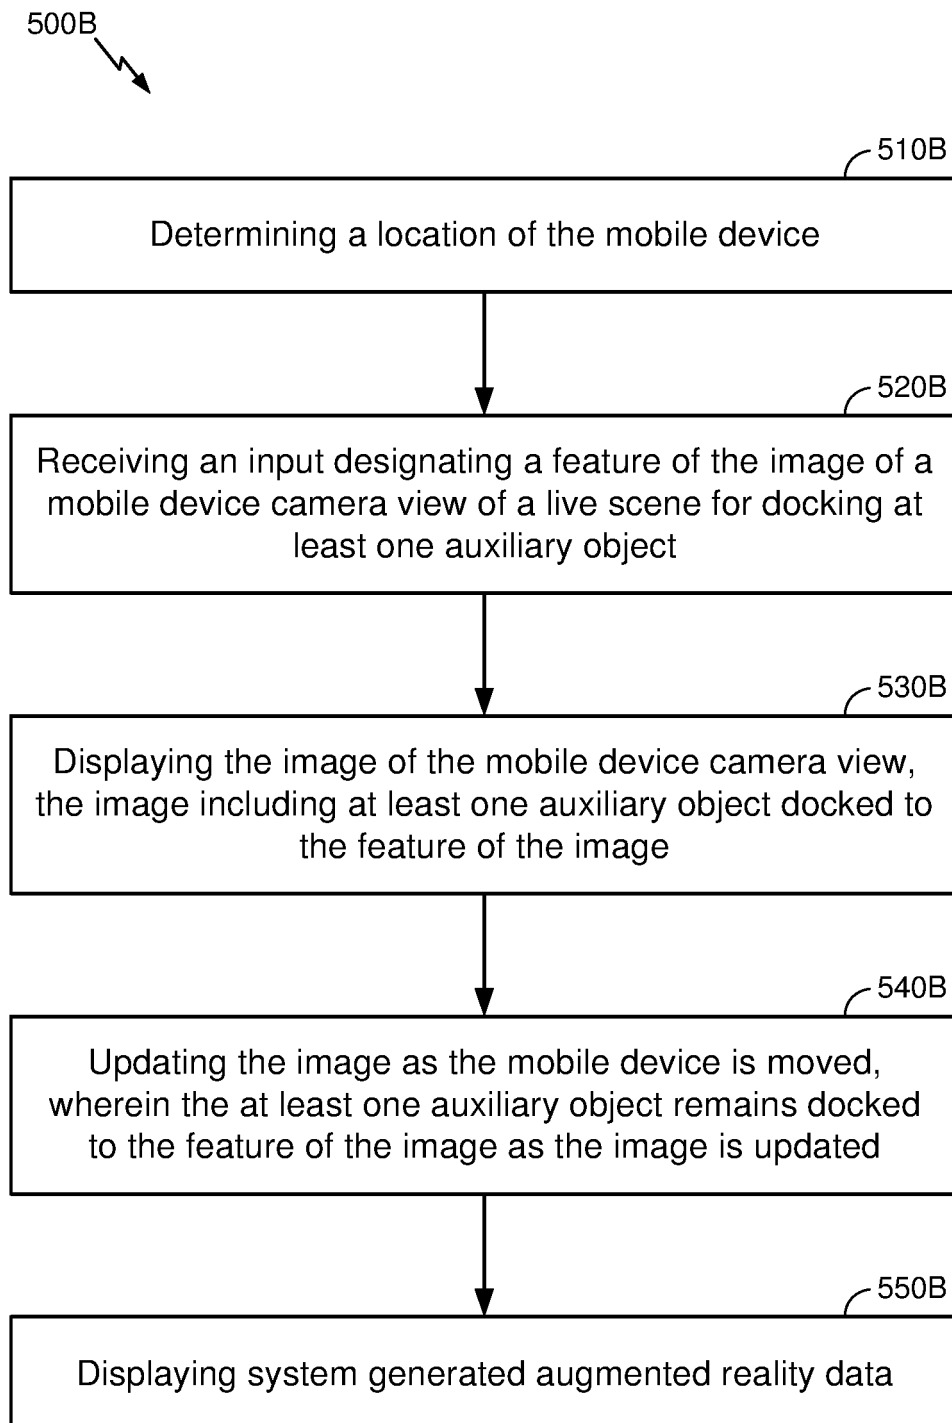 500B
510B
Determining a location of the mobile device
520B
Receiving an input designating a feature of the image of a
mobile device camera view of a live scene for docking at
least one auxiliary object
530B
Displaying the image of the mobile device camera view,
the image including at least one auxiliary object docked to
the feature of the image
540B
Updating the image as the mobile device is moved,
wherein the at least one auxiliary object remains docked
to the feature of the image as the image is updated
550B
Displaying system generated augmented reality data